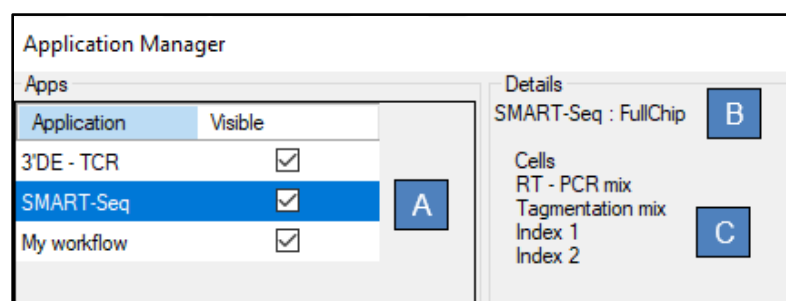 Application Manager
Apps
Application Visible
3'DE - TCR
SMART-Seq
My workflow
A
Details
SMART-Seq : FullChip
B
Cells
RT - PCR mix
Tagmentation mix
Index 1
Index 2
C